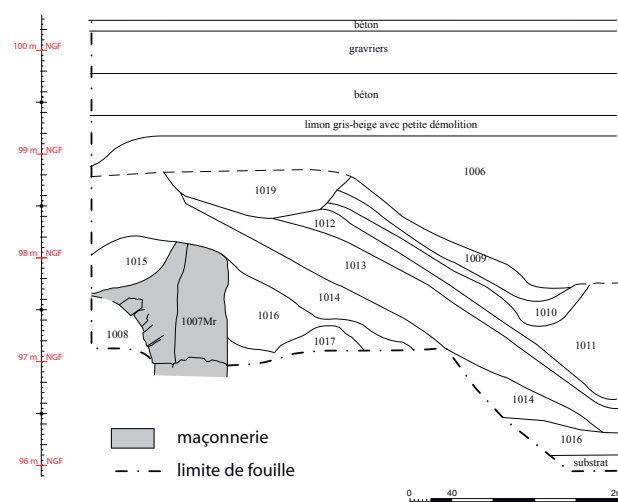 béton
100 m NGF
gravriers
béton
limon gris-beige avec petite démolition
99 m NGF
1006
1019
1012
98 m NGF
1015
1009
1013
1014
1010
1016
1007Mr
1008
1017
1011
97 m NGF
1014
maçonnerie
1016
limite de fouille
substrat
96 m NGF
0 40 2m